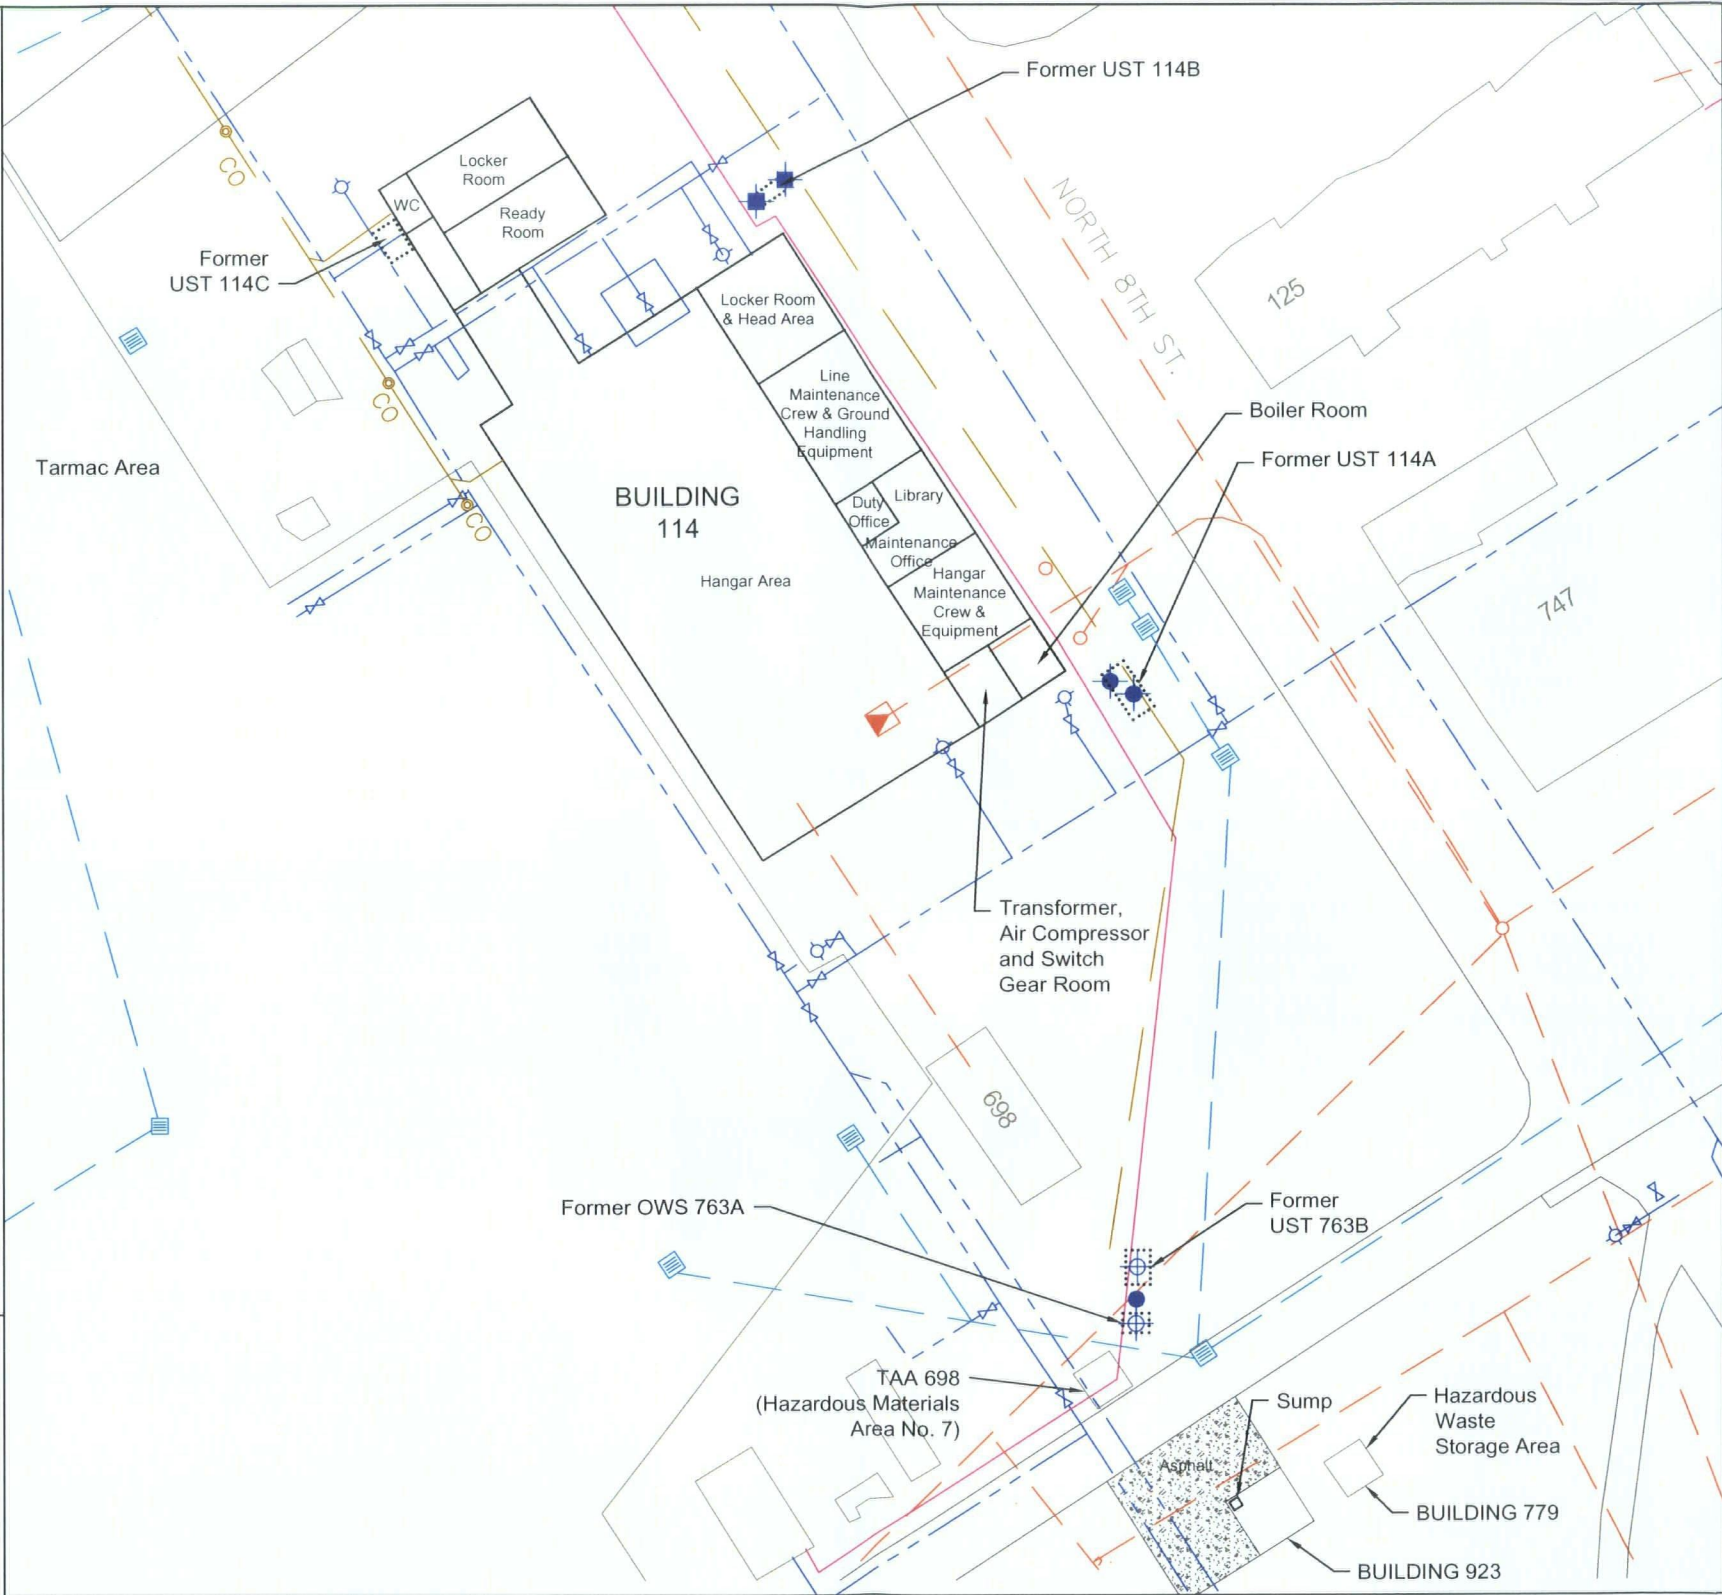 Former UST 114B
CO
Locker
Room
WC
Ready
Room
NORTH 8TH ST.
Former
UST 114C
125
Locker Room
& Head Area
Line
Maintenance
Crew & Ground
Handling
Equipment
CO
Boiler Room
Former UST 114A
Tarmac Area
BUILDING
114
Library
Duty
Office
CO
Maintenance
Office
Hangar Area
Hangar
Maintenance
Crew &
Equipment
747
Transformer,
Air Compressor
and Switch
Gear Room
698
Former OWS 763A
Former
UST 763B
TAA 698
(Hazardous Materials
Area No. 7)
Sump
Hazardous
Waste
Storage Area
Asphalt
BUILDING 779
BUILDING 923